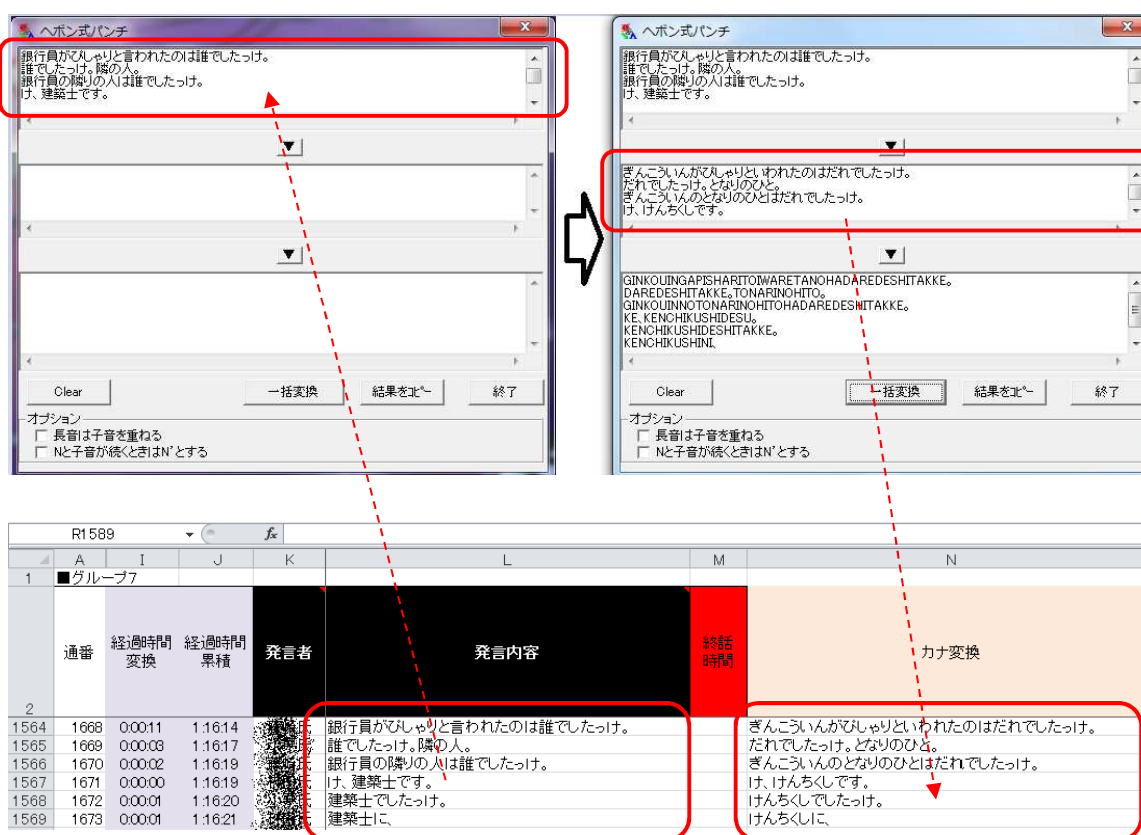 ヘボン式パンチ
銀行員がぴしゃりと言われたのは誰でしたっけ。
誰でしたっけ。隣の人。
銀行員の隣りの人は誰でしたっけ。
け、建築士です。
▼
▼
Clear 一括変換 結果をコピー 終了
オプション
長音は子音を重ねる
Nと子音が続くときはN'とする
ヘボン式パンチ
銀行員がぴしゃりと言われたのは誰でしたっけ。
誰でしたっけ。隣の人。
銀行員の隣りの人は誰でしたっけ。
け、建築士です。
▼
ぎんこういんがぴしゃりといわれたのはだれでしたっけ。
だれでしたっけ。となりのひと。
ぎんこういんのとなりのひとはだれでしたっけ。
け、けんちくしです。
▼
GINKOUINGAPISHARITOIWARETANOHADAREDESHITAKKE。
DAREDESHITAKKE。TONARINOHITO。
GINKOUINNOTONARINOHITOHADAREDESHITAKKE。
KE、KENCHIKUSHIDESU。
KENCHIKUSHIDESHITAKKE。
KENCHIKUSHINI、
Clear 一括変換 結果をコピー 終了
オプション
長音は子音を重ねる
Nと子音が続くときはN'とする
R1589 fx
A I J K L M N
1 ■グループ7
2 通番 経過時間変換 経過時間累積 発言者 発言内容 終話時間 カナ変換
1564 1668 0:00:11 1:16:14 氏 銀行員がぴしゃりと言われたのは誰でしたっけ。 ぎんこういんがぴしゃりといわれたのはだれでしたっけ。
1565 1669 0:00:03 1:16:17 氏 誰でしたっけ。隣の人。 だれでしたっけ。となりのひと。
1566 1670 0:00:02 1:16:19 氏 銀行員の隣りの人は誰でしたっけ。 ぎんこういんのとなりのひとはだれでしたっけ。
1567 1671 0:00:00 1:16:19 氏 け、建築士です。 け、けんちくしです。
1568 1672 0:00:01 1:16:20 氏 建築士でしたっけ。 けんちくしでしたっけ。
1569 1673 0:00:01 1:16:21 氏 建築士に、 けんちくしに、